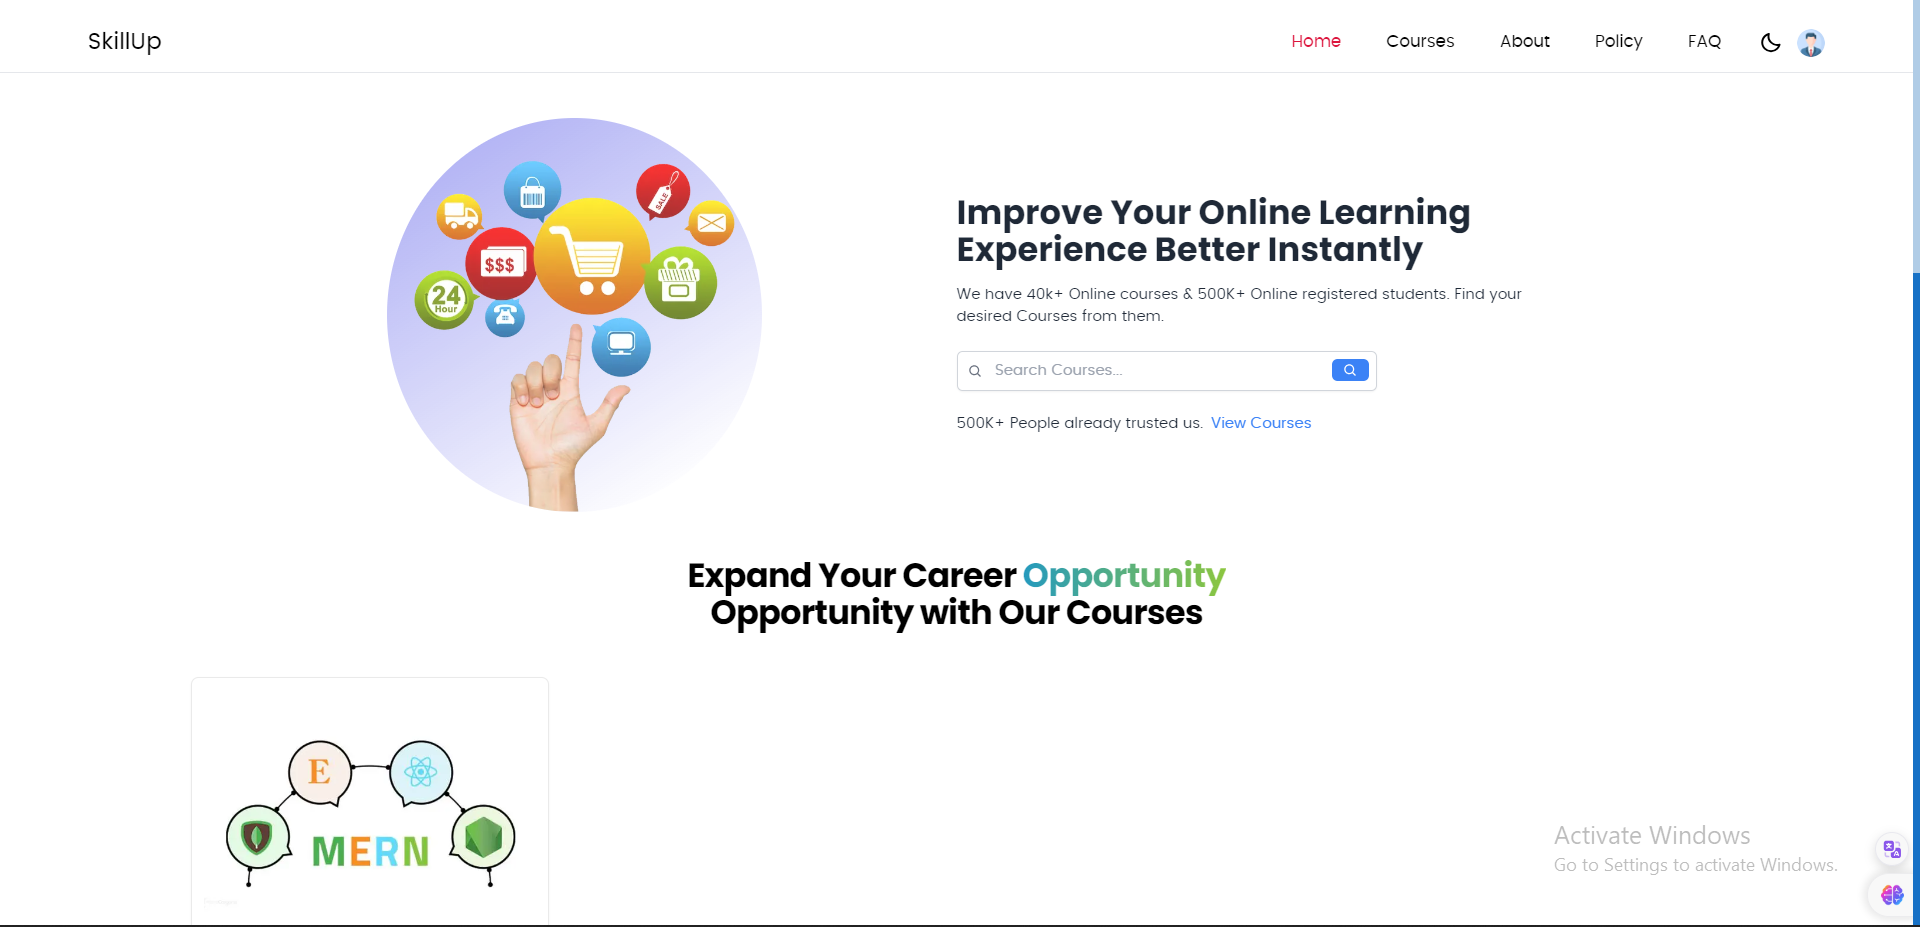 SkillUp
Home Courses About Policy FAQ
SALE
$$$
24
Hour
Improve Your Online Learning
Experience Better Instantly
We have 40k+ Online courses & 500K+ Online registered students. Find your
desired Courses from them.
Search Courses...
500K+ People already trusted us. View Courses
Expand Your Career Opportunity
Opportunity with Our Courses
E
MERN
Activate Windows
Go to Settings to activate Windows.